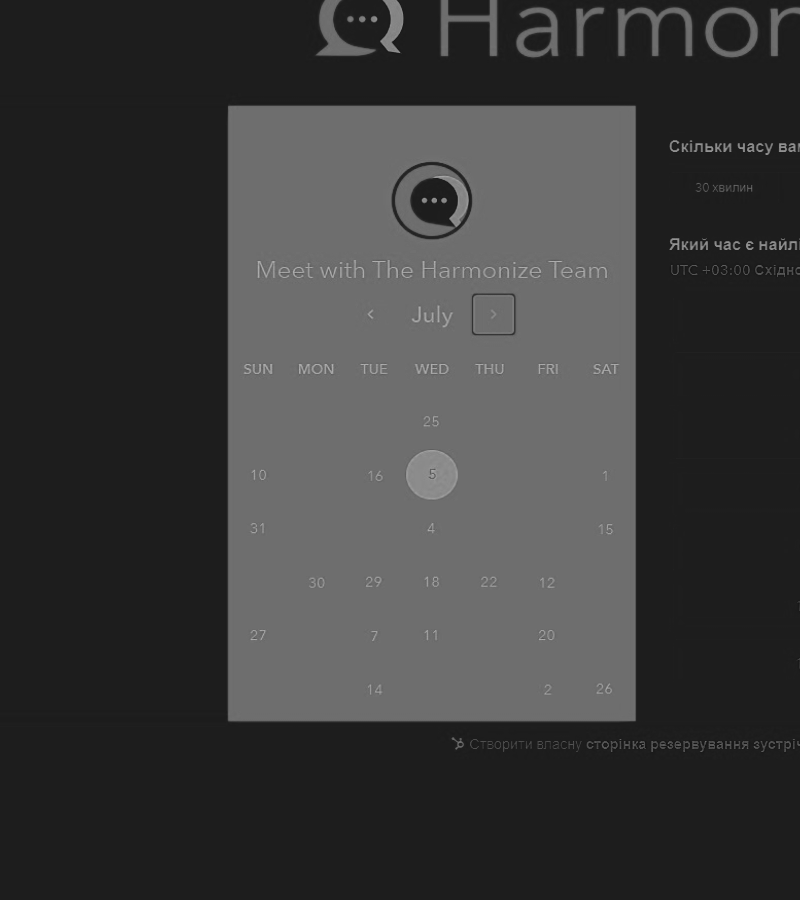 Harmon
Meet with The Harmonize Team
‹ July ›
SUN MON TUE WED THU FRI SAT
25
10 16 5 1
31 4 15
30 29 18 22 12
27 7 11 20
14 2 26
Скільки часу ва
30 хвилин
Який час є найлі
UTC +03:00 Східно
Створити власну сторінка резервування зустріч